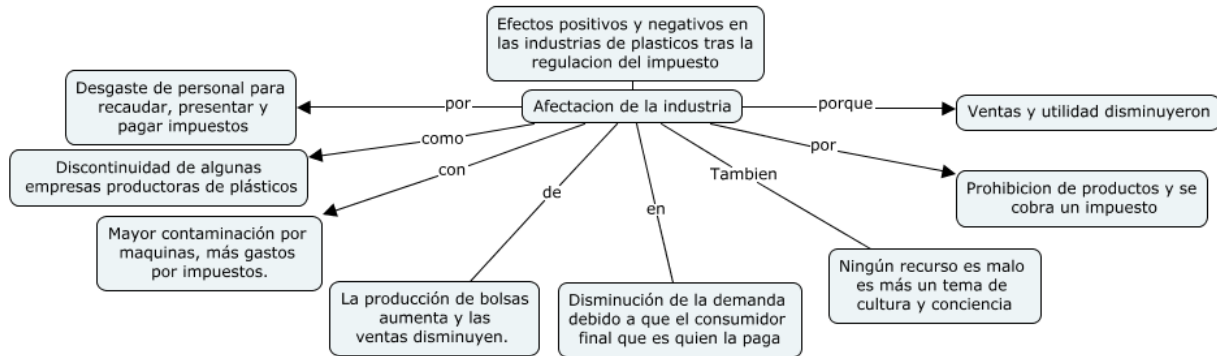 Efectos positivos y negativos en
las industrias de plasticos tras la
regulacion del impuesto
Afectacion de la industria
por
Desgaste de personal para
recaudar, presentar y
pagar impuestos
como
Discontinuidad de algunas
empresas productoras de plásticos
con
Mayor contaminación por
maquinas, más gastos
por impuestos.
de
La producción de bolsas
aumenta y las
ventas disminuyen.
en
Disminución de la demanda
debido a que el consumidor
final que es quien la paga
Tambien
Ningún recurso es malo
es más un tema de
cultura y conciencia
por
Prohibicion de productos y se
cobra un impuesto
porque
Ventas y utilidad disminuyeron